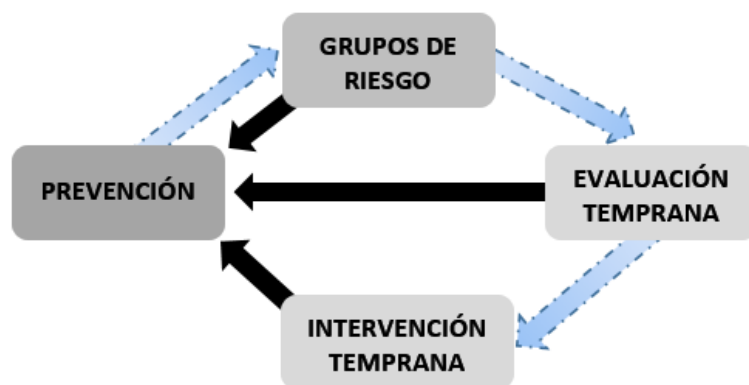 GRUPOS DE
RIESGO
PREVENCIÓN
EVALUACIÓN
TEMPRANA
INTERVENCIÓN
TEMPRANA